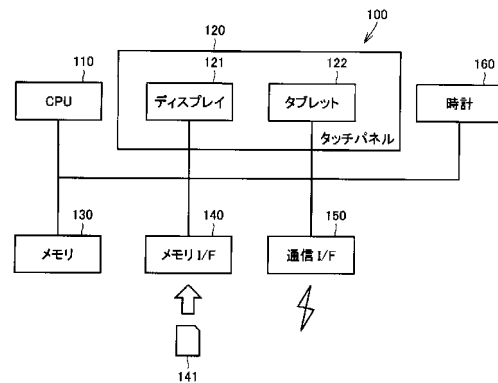 100
120
110
121
122
160
CPU
ディスプレイ
タブレット
時計
タッチパネル
130
140
150
メモリ
メモリ I/F
通信 I/F
141